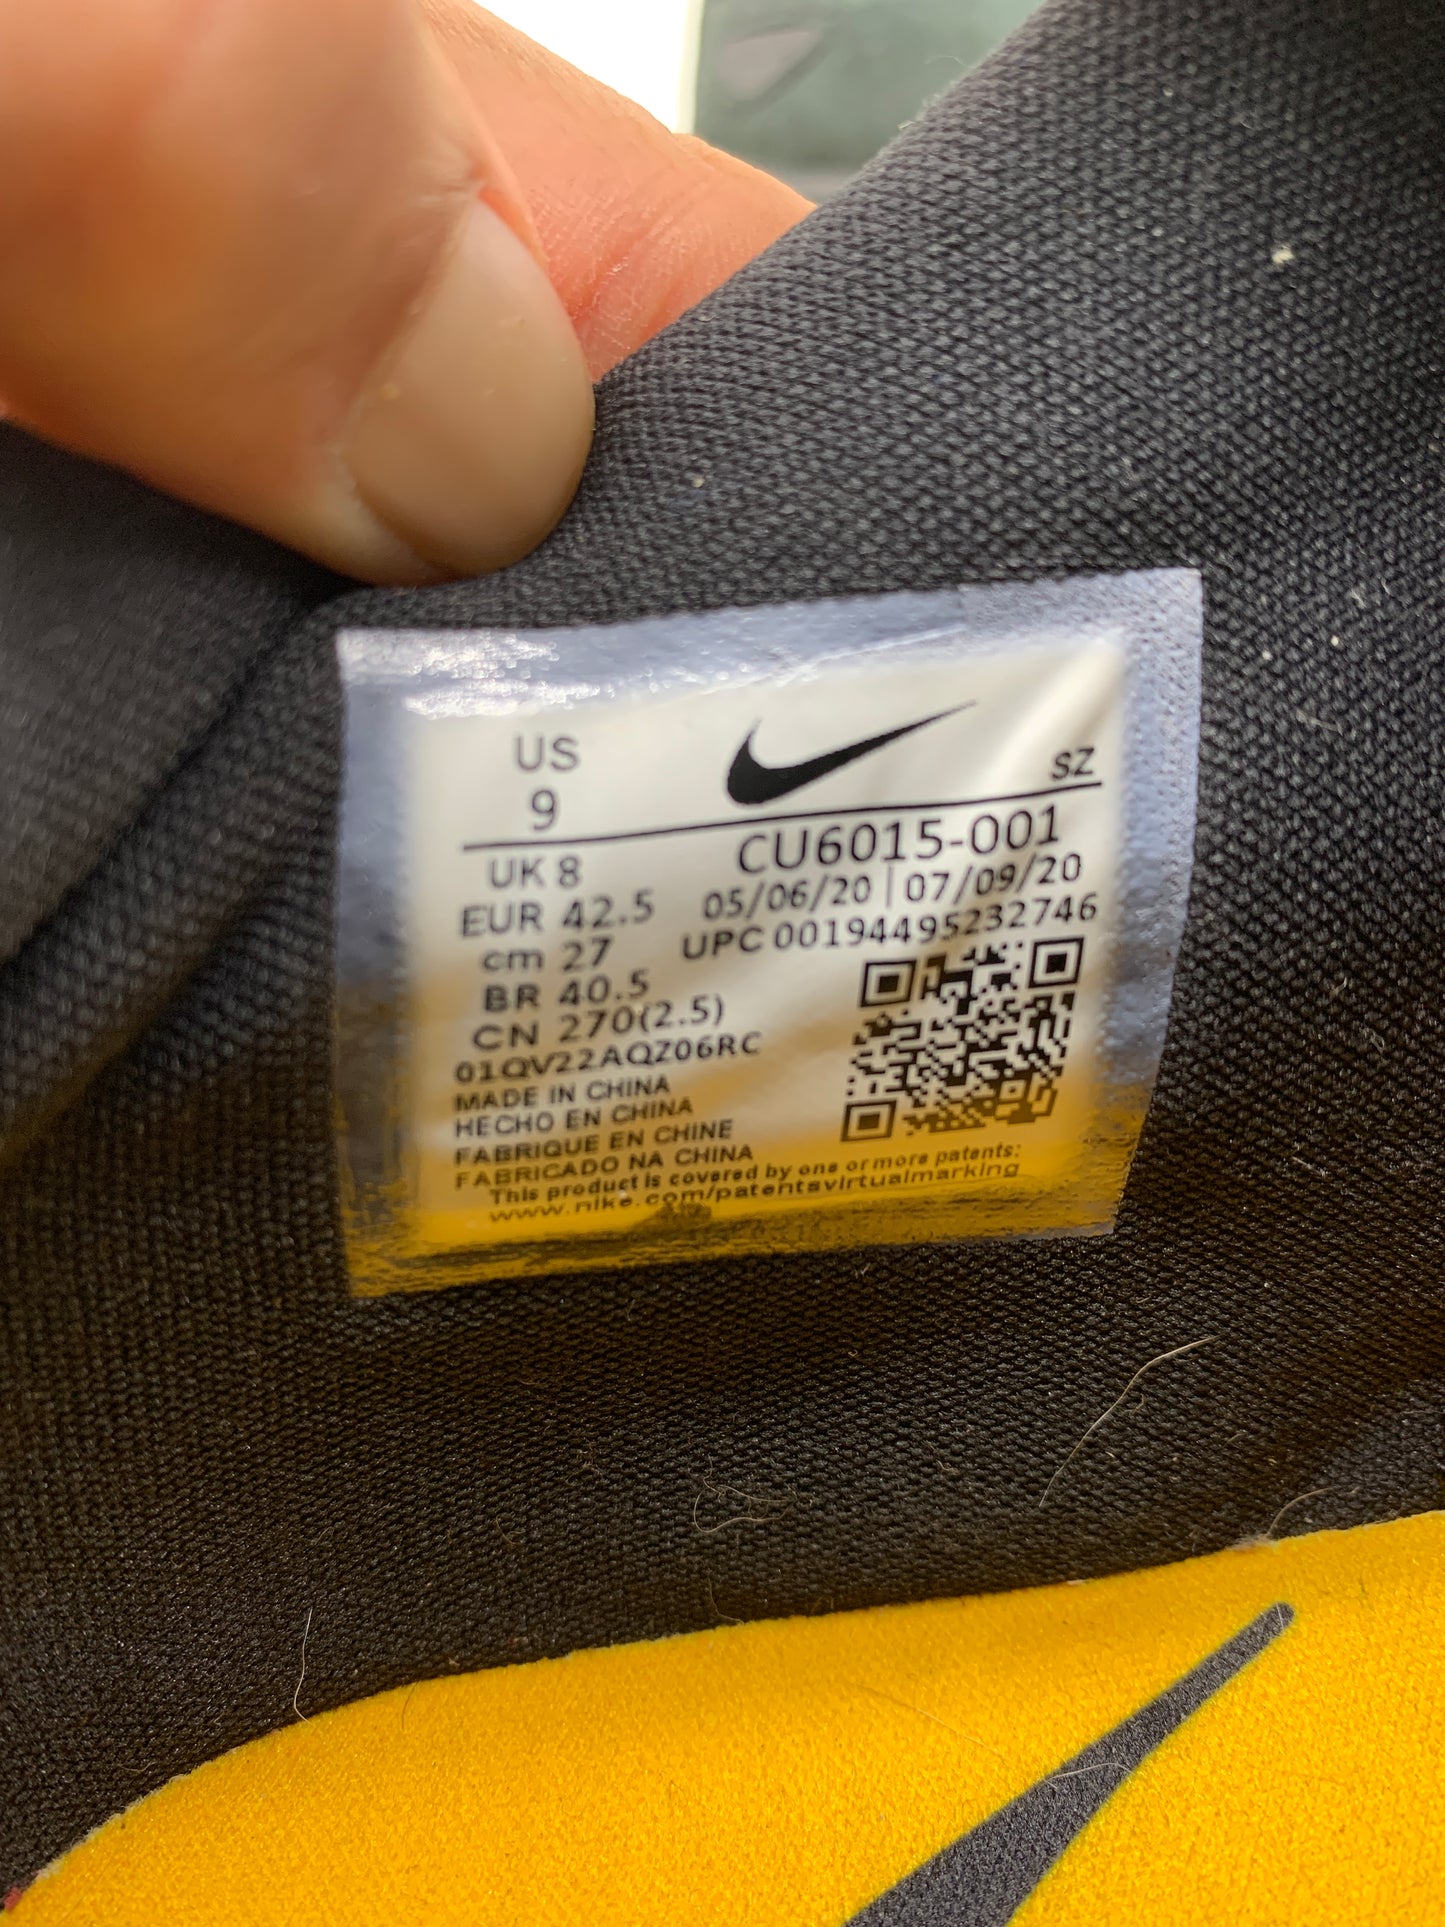 US
9
SZ
UK 8
CU6015-001
EUR 42.5
05/06/20 | 07/09/20
cm 27
UPC 00194495232746
BR 40.5
CN 270(2.5)
01QV22AQZ06RC
MADE IN CHINA
HECHO EN CHINA
FABRIQUE EN CHINE
FABRICADO NA CHINA
This product is covered by one or more patents:
www.nike.com/patentsvirtualmarking